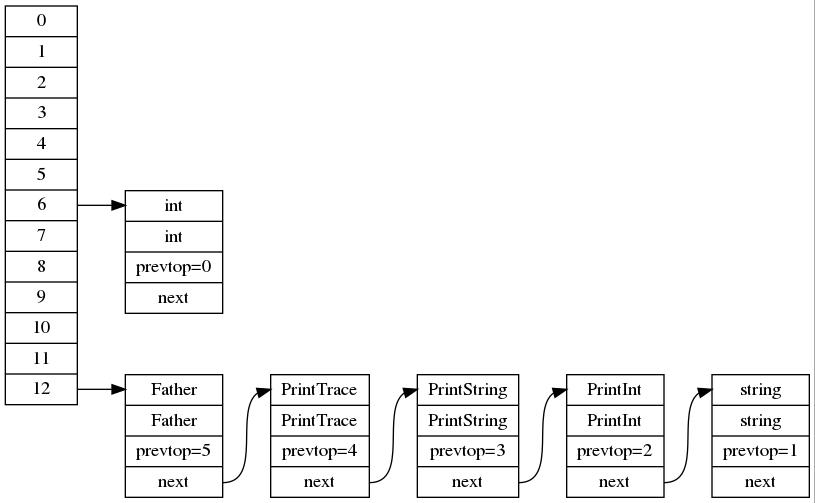 0
1
2
3
4
5
6
7
8
9
10
11
12
int
int
prevtop=0
next
Father
Father
prevtop=5
next
PrintTrace
PrintTrace
prevtop=4
next
PrintString
PrintString
prevtop=3
next
PrintInt
PrintInt
prevtop=2
next
string
string
prevtop=1
next